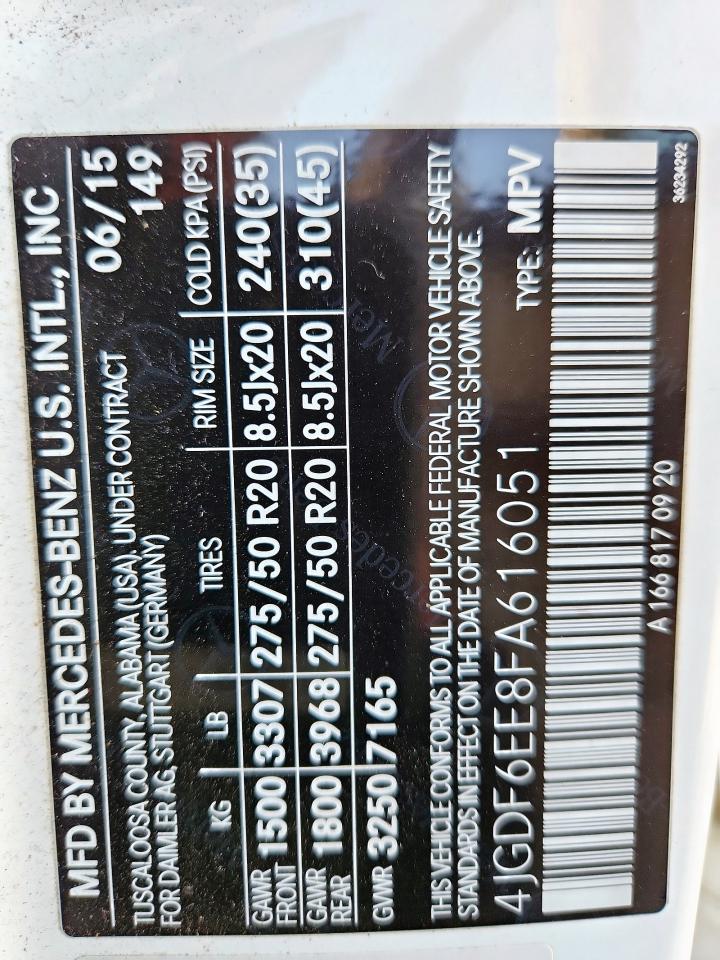 MFD BY MERCEDES-BENZ U.S. INTL., INC
TUSCALOOSA COUNTY, ALABAMA (USA), UNDER CONTRACT 06/15
FOR DAIMLER AG, STUTTGART (GERMANY) 149
KG LB TIRES RIM SIZE COLD KPA (PSI)
GAWR FRONT 1500 3307 275/50 R20 8.5Jx20 240(35)
GAWR REAR 1800 3968 275/50 R20 8.5Jx20 310(45)
GVWR 3250 7165
THIS VEHICLE CONFORMS TO ALL APPLICABLE FEDERAL MOTOR VEHICLE SAFETY
STANDARDS IN EFFECT ON THE DATE OF MANUFACTURE SHOWN ABOVE.
4JGDF6EE8FA616051 TYPE: MPV
A 166 817 09 20
36234292